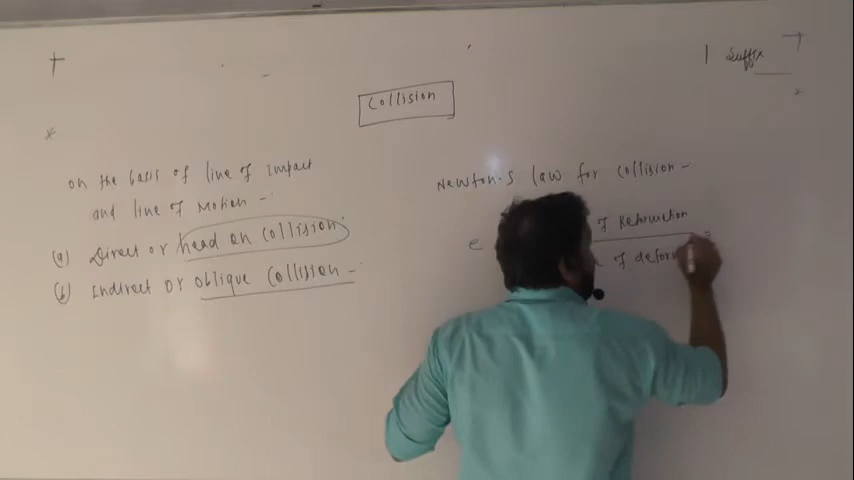 Suffix
Collision
on the basis of line of Impact
and line of Motion -
(a) Direct or head on collision
(b) Indirect or oblique Collision -
Newton's law for collision -
e
of Reformation
of defor
=